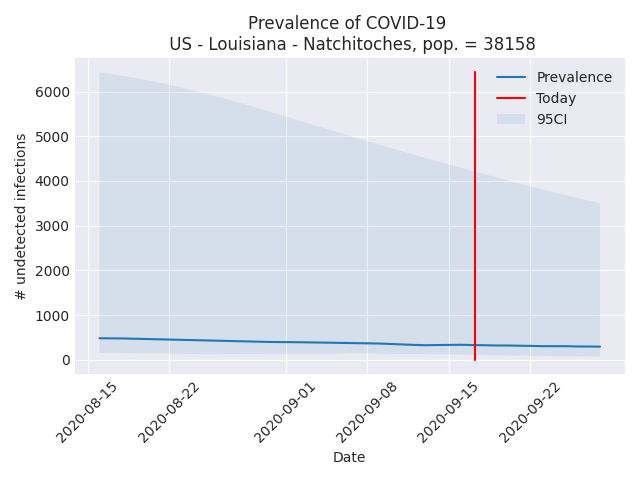 Prevalence of COVID-19
US - Louisiana - Natchitoches, pop. = 38158
Prevalence
Today
95CI
6000
5000
4000
3000
2000
1000
0
# undetected infections
2020-08-15
2020-08-22
2020-09-01
2020-09-08
2020-09-15
2020-09-22
Date